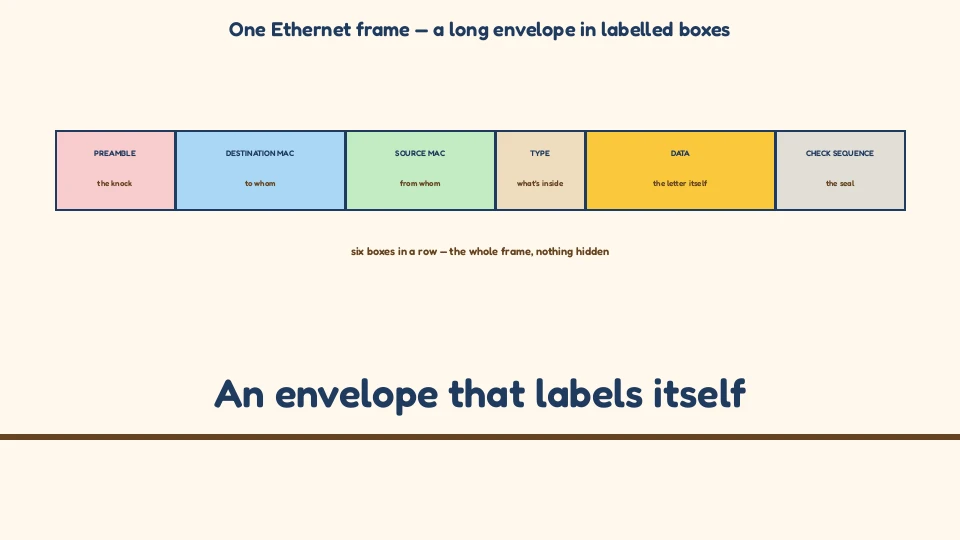 One Ethernet frame — a long envelope in labelled boxes
PREAMBLE
the knock
DESTINATION MAC
to whom
SOURCE MAC
from whom
TYPE
what's inside
DATA
the letter itself
CHECK SEQUENCE
the seal
six boxes in a row — the whole frame, nothing hidden
An envelope that labels itself